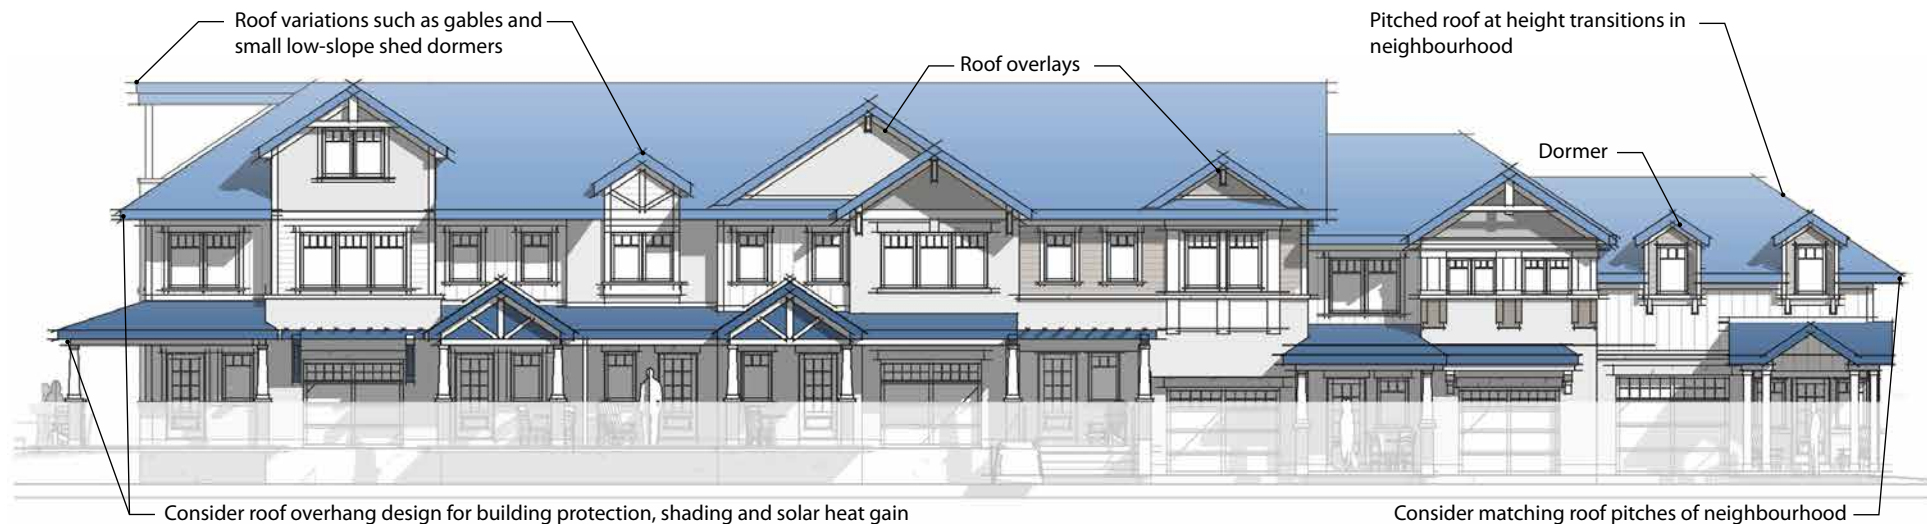 Roof variations such as gables and
small low-slope shed dormers
Roof overlays
Pitched roof at height transitions in
neighbourhood
Dormer
Consider roof overhang design for building protection, shading and solar heat gain
Consider matching roof pitches of neighbourhood